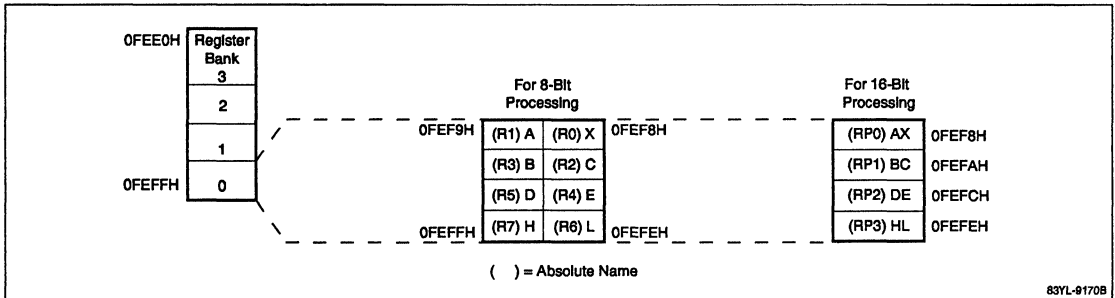 0FEE0H
Register
Bank
3
2
1
0FEFFH
0
For 8-Bit
Processing
0FEF9H (R1) A (R0) X 0FEF8H
(R3) B (R2) C
(R5) D (R4) E
0FEFFH (R7) H (R6) L 0FEFEH
For 16-Bit
Processing
(RP0) AX 0FEF8H
(RP1) BC 0FEFAH
(RP2) DE 0FEFCH
(RP3) HL 0FEFEH
( ) = Absolute Name
83YL-9170B